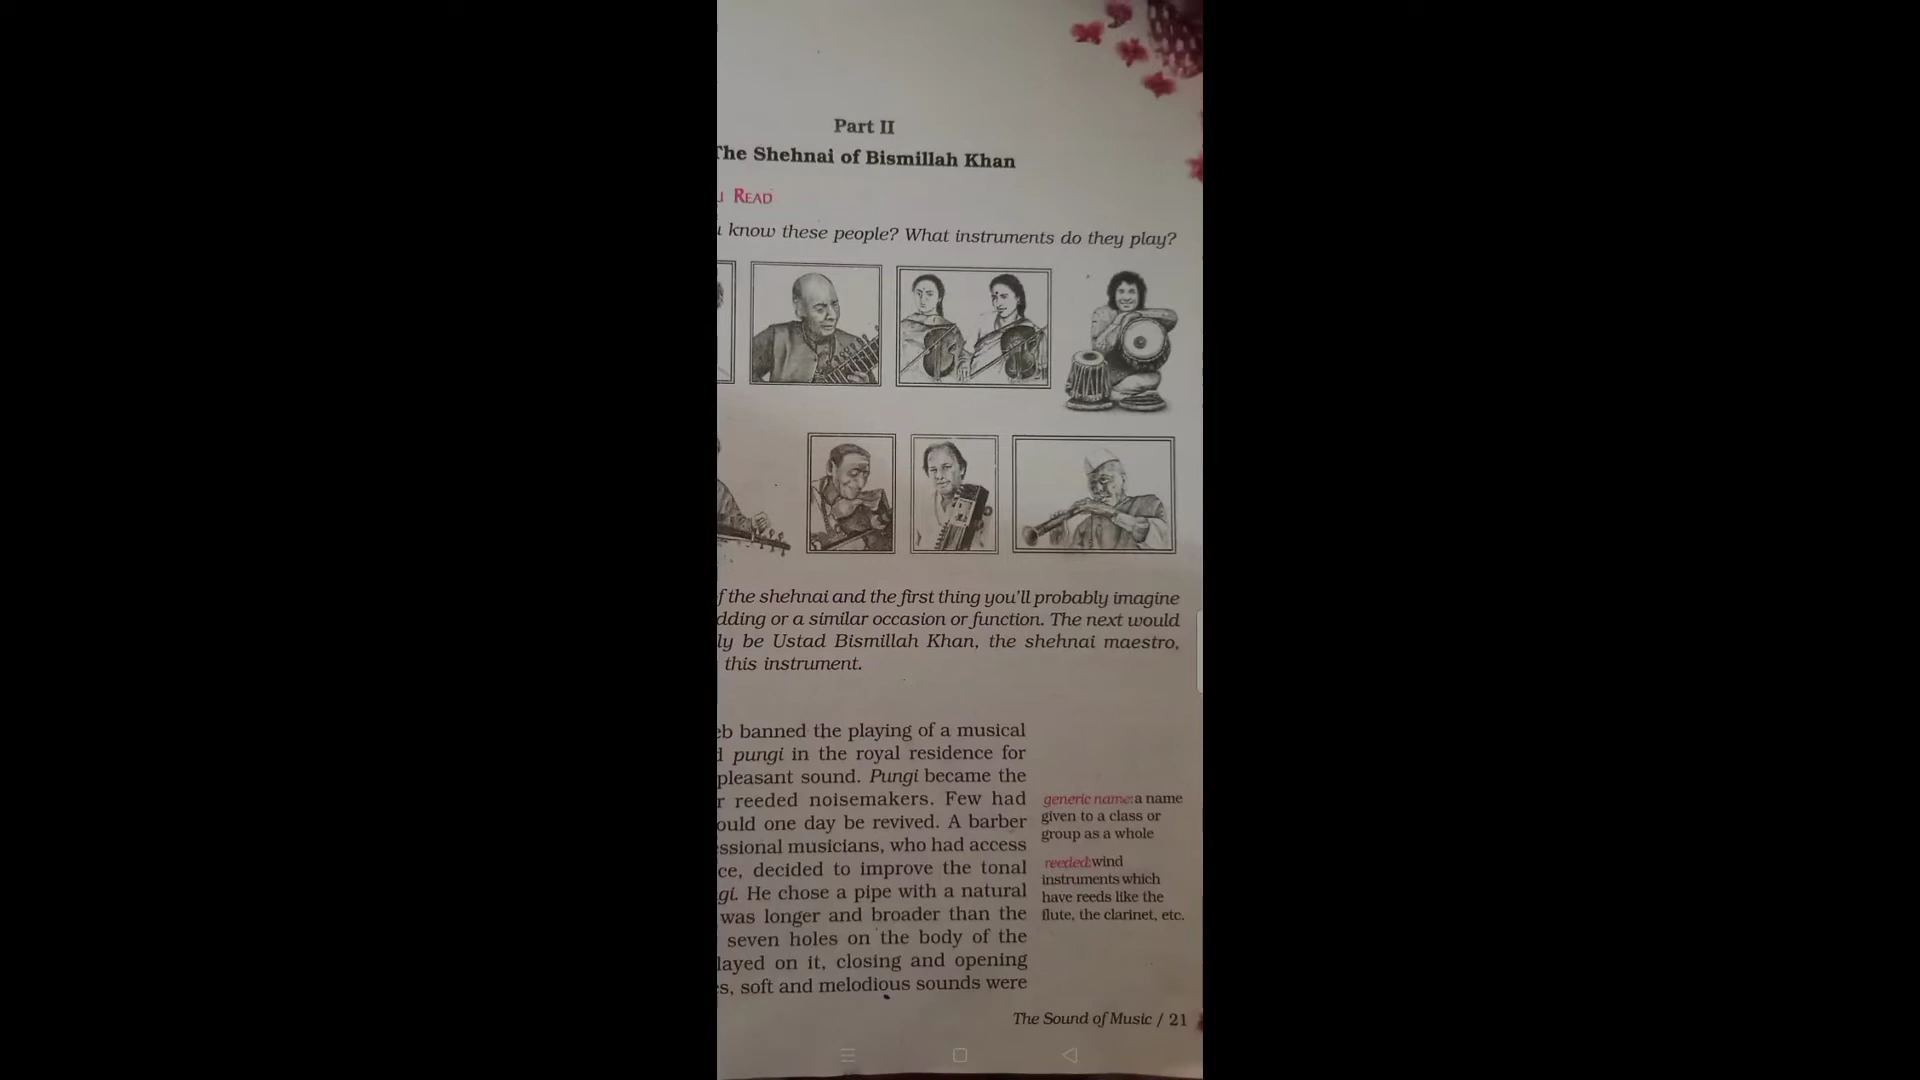 Part II
The Shehnai of Bismillah Khan
READ
know these people? What instruments do they play?
of the shehnai and the first thing you'll probably imagine
or a similar occasion or function. The next would
be Ustad Bismillah Khan, the shehnai maestro,
this instrument.
banned the playing of a musical
pungi in the royal residence for
pleasant sound. Pungi became the
reeded noisemakers. Few had
ould one day be revived. A barber
ssional musicians, who had access
ce, decided to improve the tonal
gi. He chose a pipe with a natural
was longer and broader than the
seven holes on the body of the
layed on it, closing and opening
s, soft and melodious sounds were
generic name: a name
given to a class or
group as a whole
reeded: wind
instruments which
have reeds like the
flute, the clarinet, etc.
The Sound of Music / 21